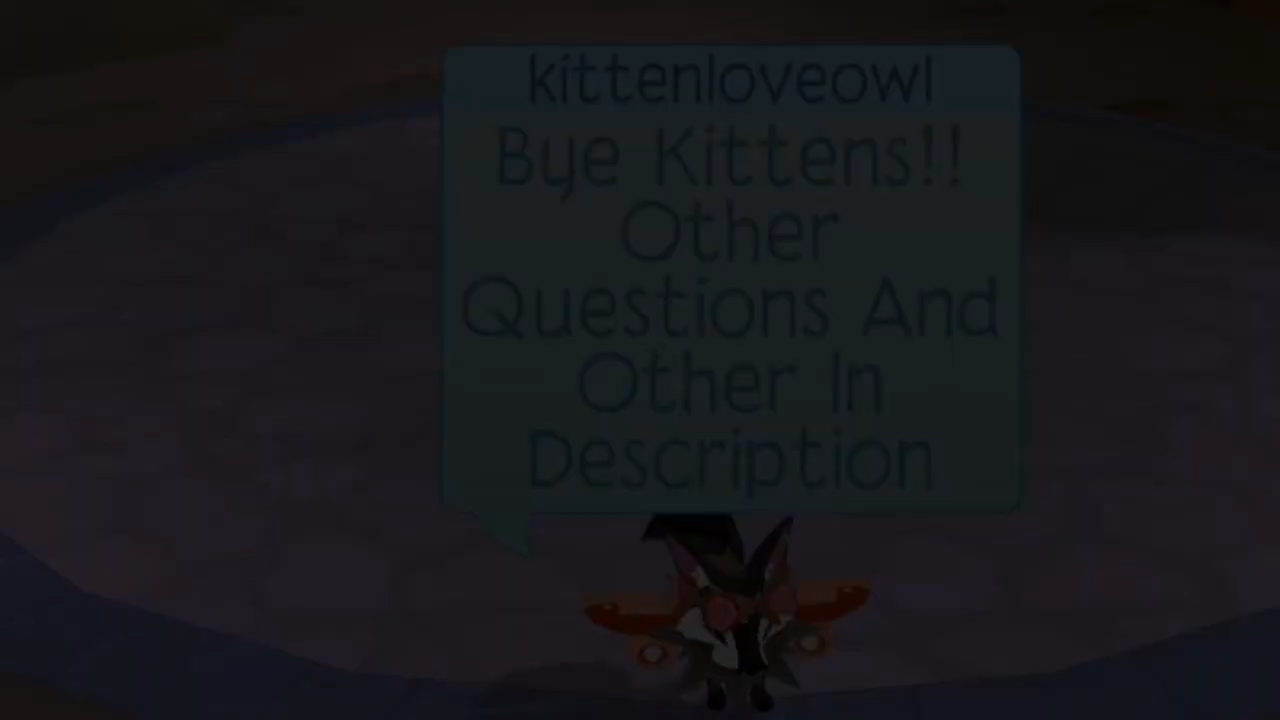 kittenloveowl
Bye Kittens!!
Other
Questions And
Other In
Description